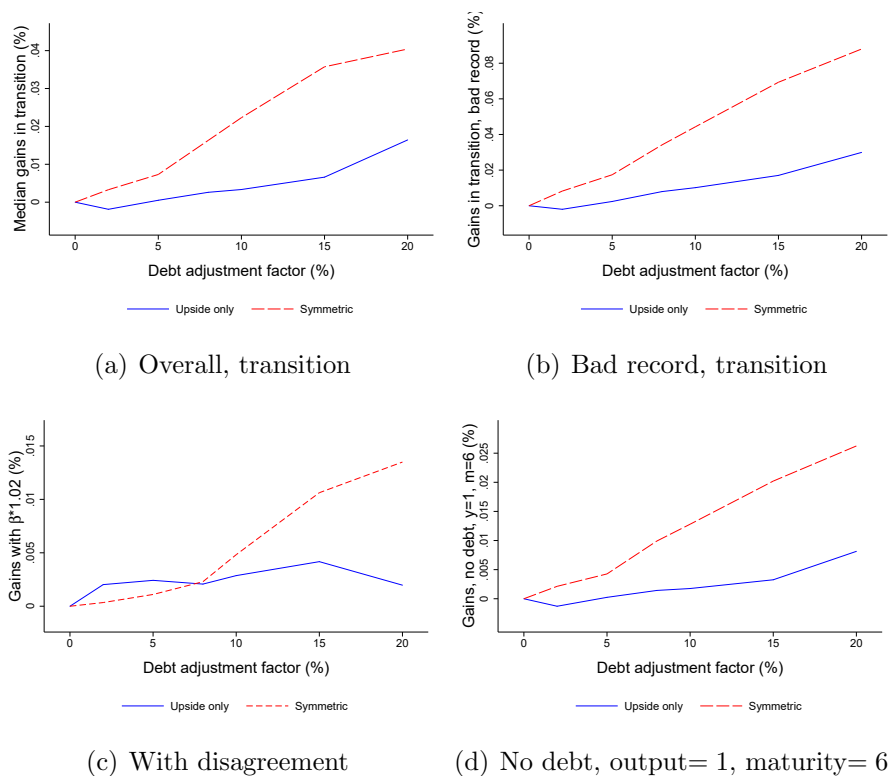 Median gains in transition (%)
.04
.03
.02
.01
0
0 5 10 15 20
Debt adjustment factor (%)
Upside only Symmetric
(a) Overall, transition
Gains in transition, bad record (%)
.08
.06
.04
.02
0
0 5 10 15 20
Debt adjustment factor (%)
Upside only Symmetric
(b) Bad record, transition
Gains with β*1.02 (%)
.015
.01
.005
0
0 5 10 15 20
Debt adjustment factor (%)
Upside only Symmetric
(c) With disagreement
Gains, no debt, y=1, m=6 (%)
.025
.02
.015
.01
.005
0
0 5 10 15 20
Debt adjustment factor (%)
Upside only Symmetric
(d) No debt, output= 1, maturity= 6